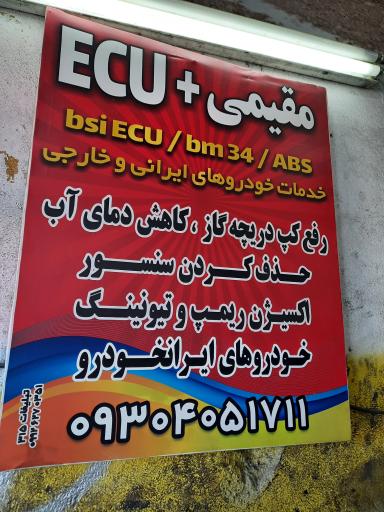 مقیمی + ECU
bsi ECU / bm 34 / ABS
خدمات خودروهای ایرانی و خارجی
رفع کپ دریچه گاز ، کاهش دمای آب
حذف کردن سنسور
اکسیژن ریمپ و تیونینگ
خودروهای ایرانخودرو
۰۹۳۰۴۰۵۱۷۱۱